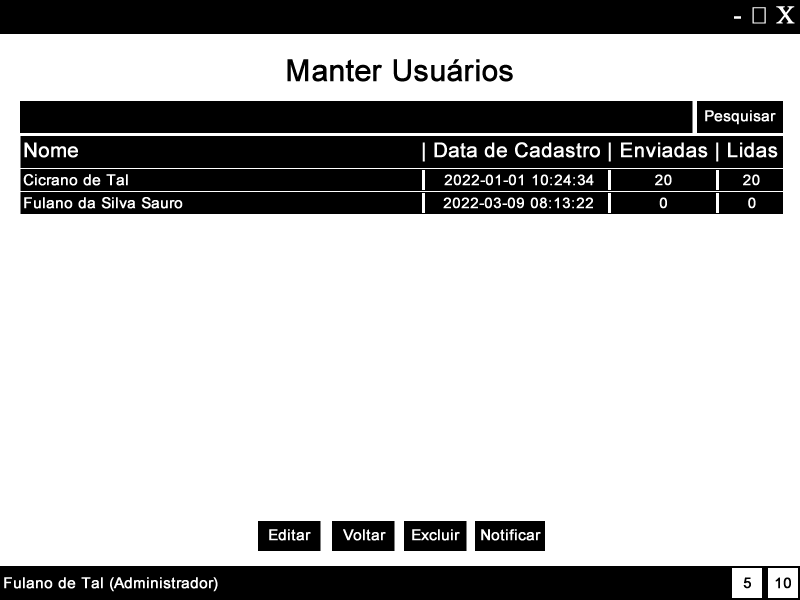 - □ X
Manter Usuários
Pesquisar
Nome | Data de Cadastro | Enviadas | Lidas
Cicrano de Tal | 2022-01-01 10:24:34 | 20 | 20
Fulano da Silva Sauro | 2022-03-09 08:13:22 | 0 | 0
Editar Voltar Excluir Notificar
Fulano de Tal (Administrador) 5 10